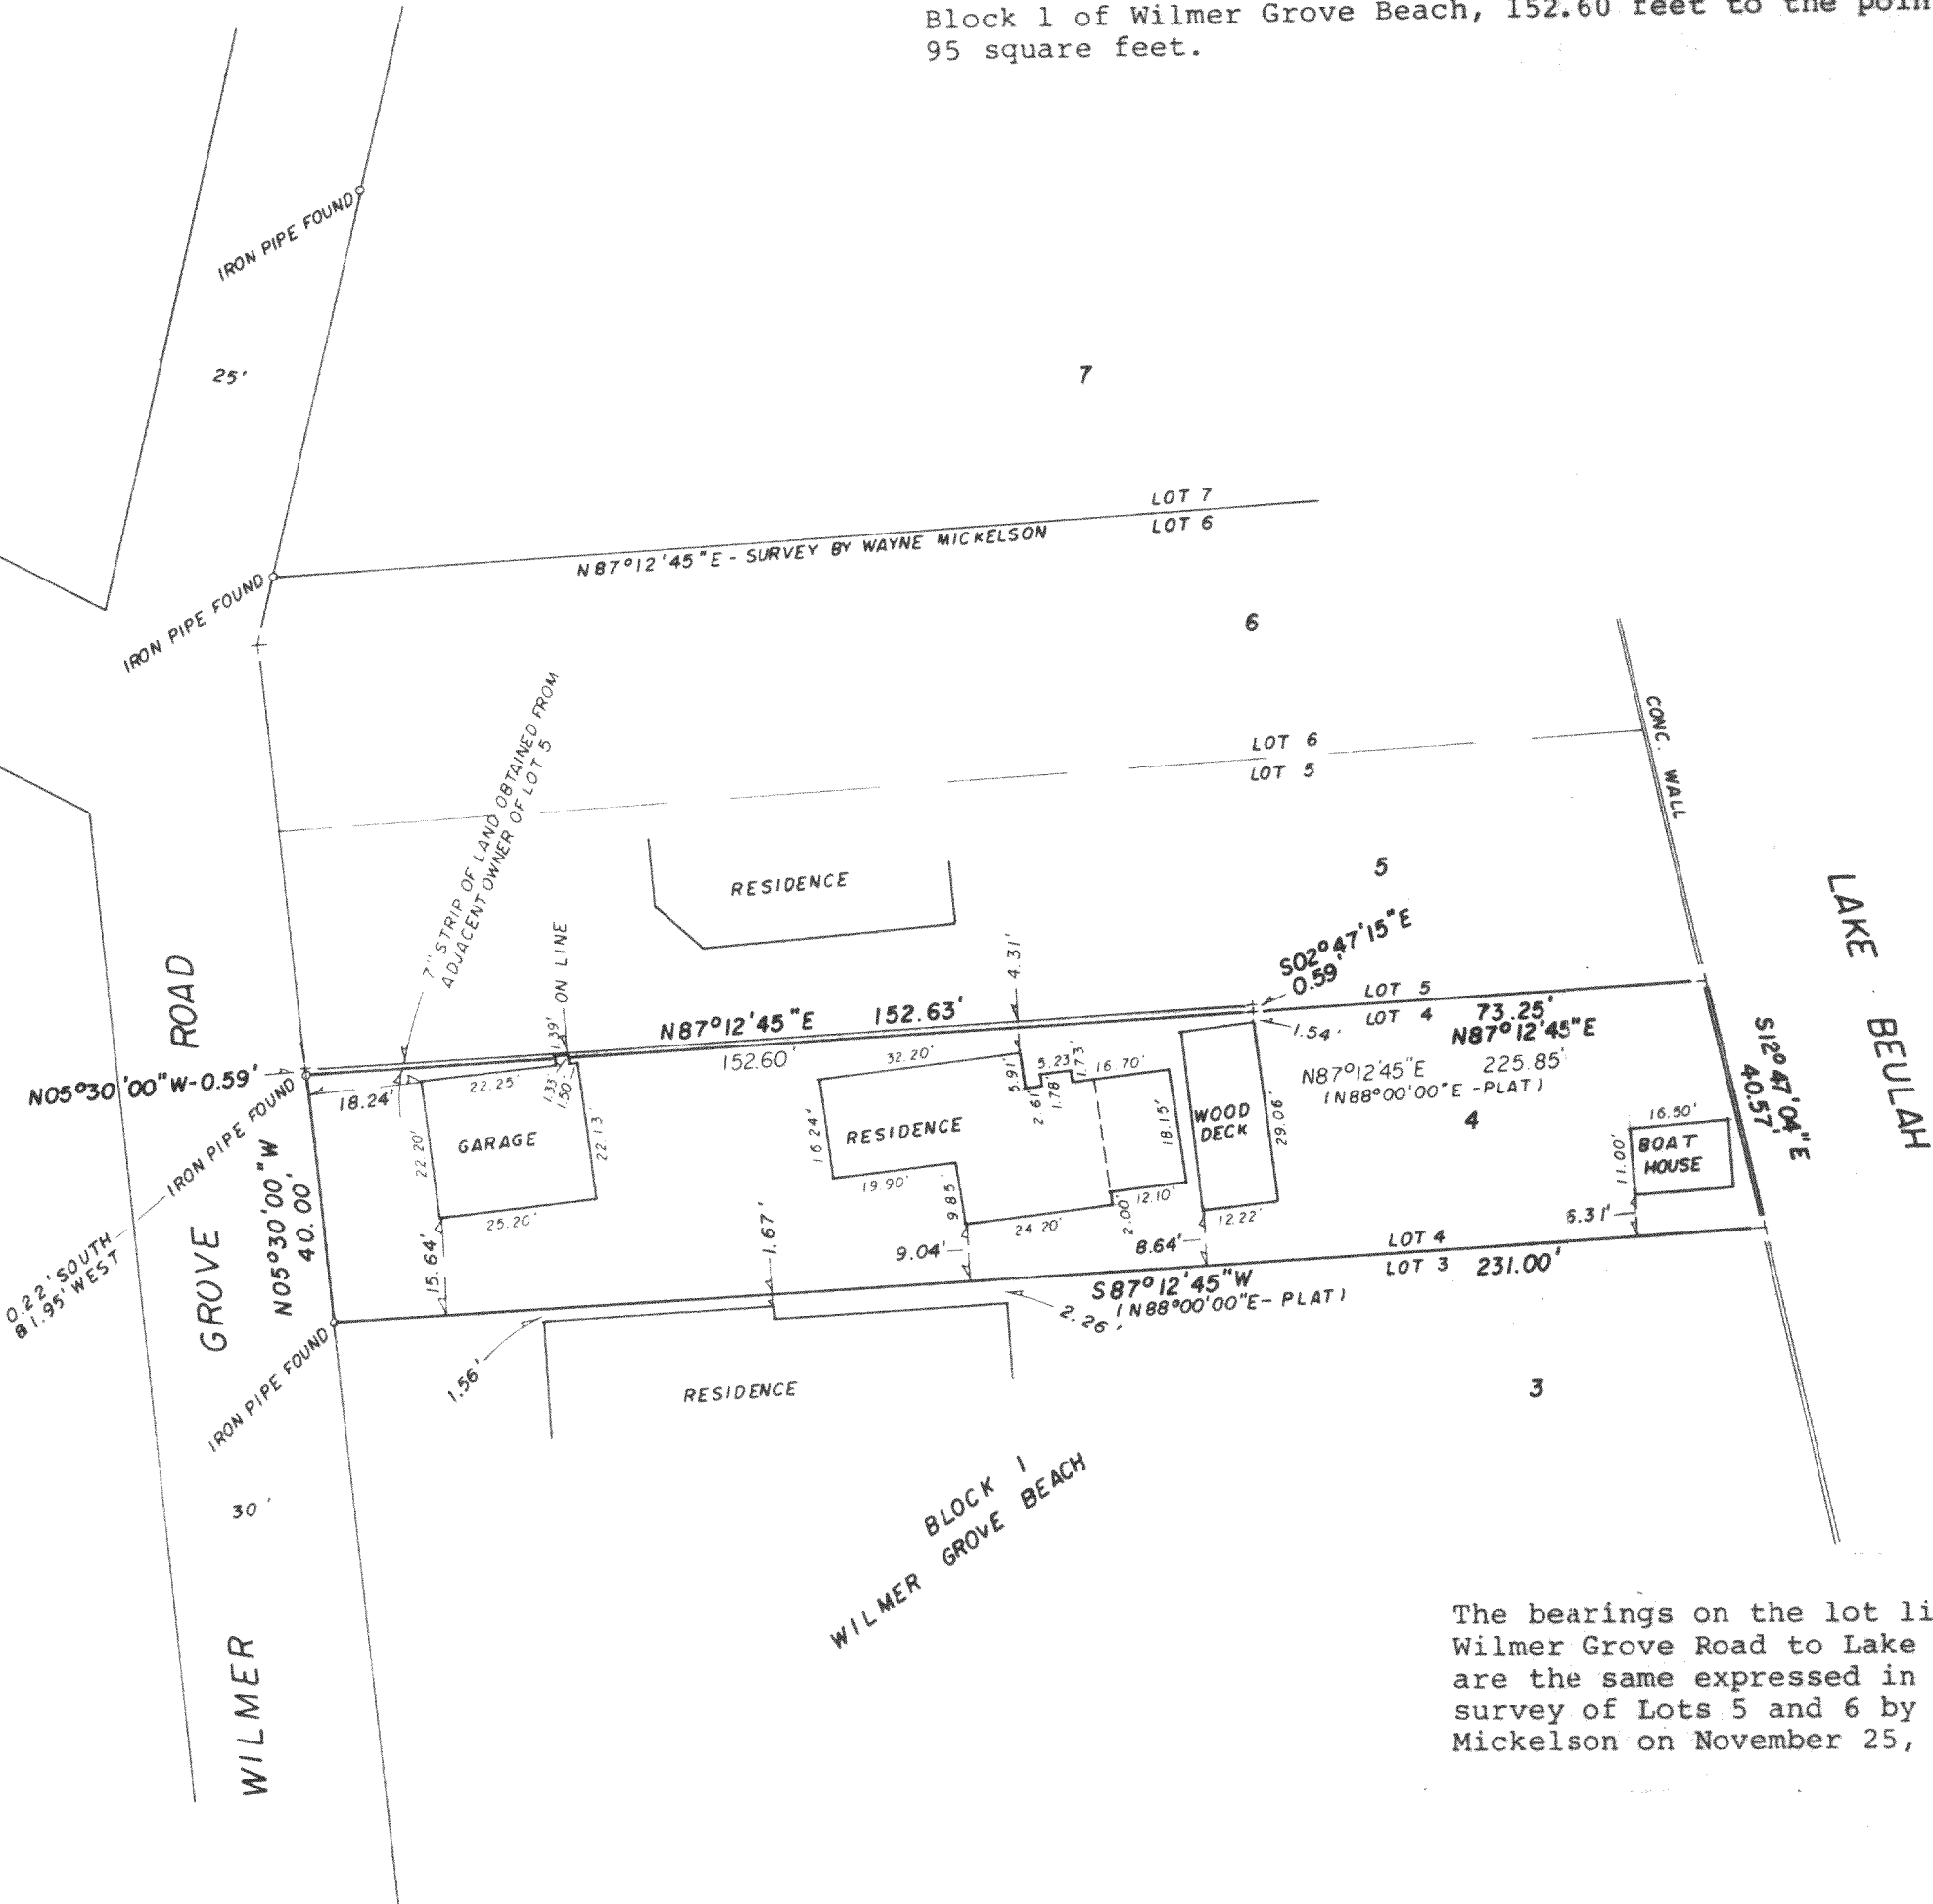 Block 1 of Wilmer Grove Beach, 152.60 feet to the
95 square feet.
IRON PIPE FOUND
25'
7
LOT 7
LOT 6
N87°12'45"E - SURVEY BY WAYNE MICKELSON
IRON PIPE FOUND
6
CONC. WALL
LOT 6
LOT 5
7" STRIP OF LAND OBTAINED FROM
ADJACENT OWNER OF LOT 5
RESIDENCE
5
LAKE BEULAH
ROAD
ON LINE
4.31'
S02°47'15"E
0.59'
LOT 5
LOT 4
73.25'
N87°12'45"E
N87°12'45"E 152.63'
152.60'
1.39'
1.54'
N87°12'45"E 225.85'
(N88°00'00"E - PLAT)
S12°47'04"E
40.57'
N05°30'00"W-0.59'
IRON PIPE FOUND
18.24'
22.25'
1.50'
22.20'
GARAGE
22.13'
25.20'
32.20'
5.91'
5.23'
1.73'
16.70'
2.61'
1.78'
16.24'
RESIDENCE
18.15'
19.90'
9.85'
24.20'
2.00'
12.10'
WOOD
DECK
29.06'
12.22'
4
16.50'
11.00'
BOAT
HOUSE
6.31'
0.22' SOUTH
& 1.95' WEST
GROVE
N05°30'00"W
40.00'
15.64'
1.67'
9.04'
8.64'
LOT 4
LOT 3
231.00'
S87°12'45"W
(N88°00'00"E- PLAT)
2.26'
IRON PIPE FOUND
1.56'
RESIDENCE
3
30'
BLOCK 1
WILMER GROVE BEACH
WILMER
The bearings on the lot
Wilmer Grove Road to Lake
are the same expressed in
survey of Lots 5 and 6 by
Mickelson on November 25,